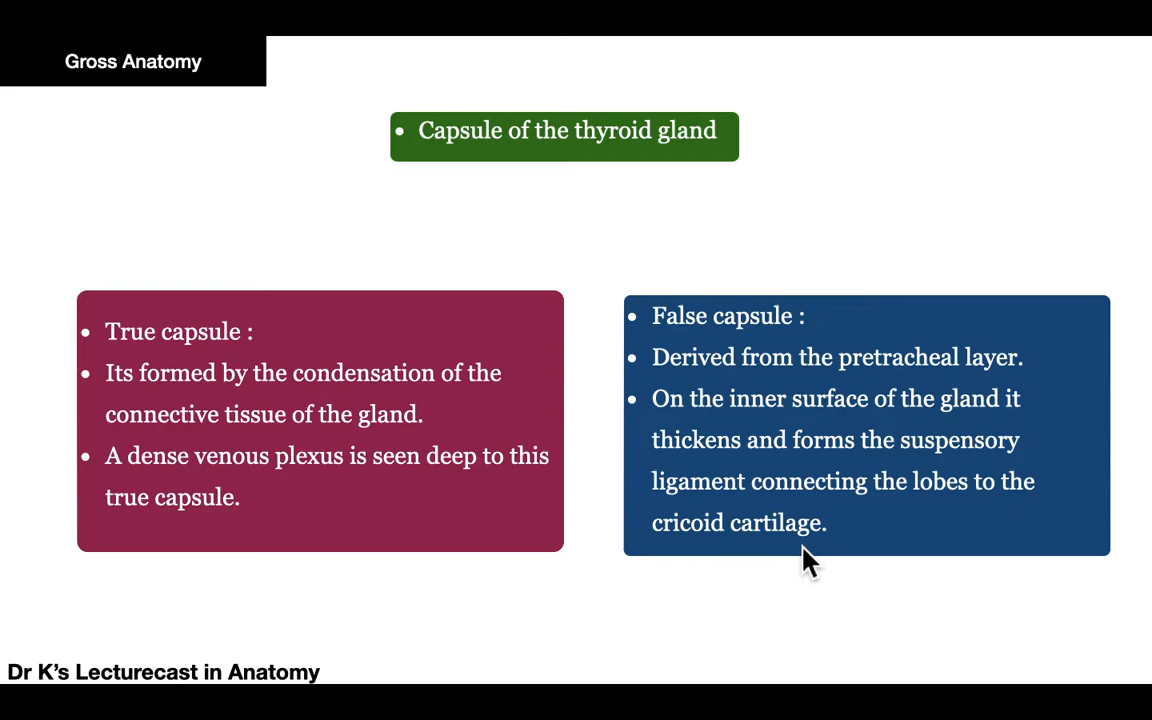 Gross Anatomy
• Capsule of the thyroid gland
• True capsule :
• Its formed by the condensation of the
connective tissue of the gland.
• A dense venous plexus is seen deep to this
true capsule.
• False capsule :
• Derived from the pretracheal layer.
• On the inner surface of the gland it
thickens and forms the suspensory
ligament connecting the lobes to the
cricoid cartilage.
Dr K’s Lecturecast in Anatomy